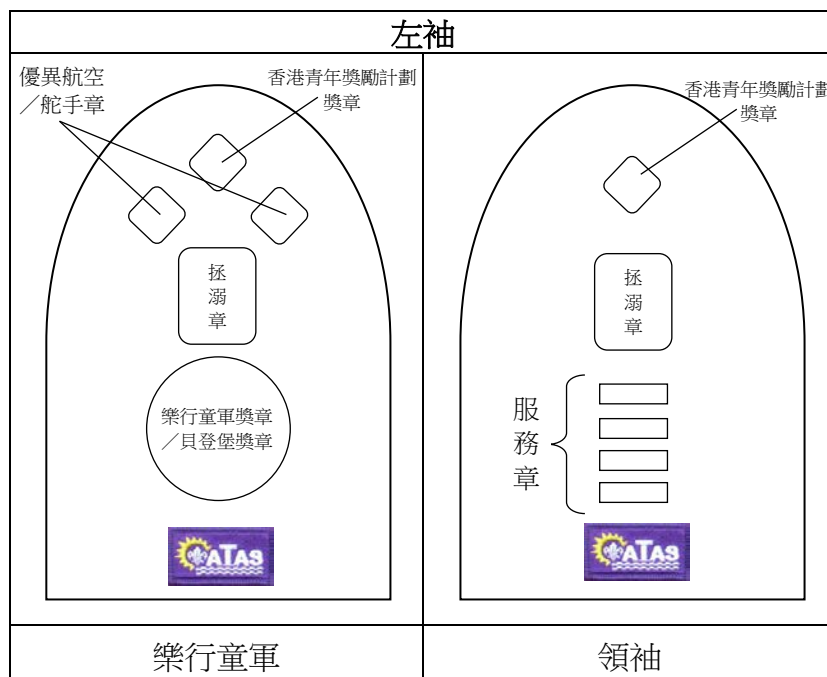 左袖
優異航空
／舵手章
香港青年獎勵計劃
獎章
拯
溺
章
樂行童軍獎章
／貝登堡獎章
ATAS
樂行童軍
香港青年獎勵計劃
獎章
拯
溺
章
服
務
章
ATAS
領袖